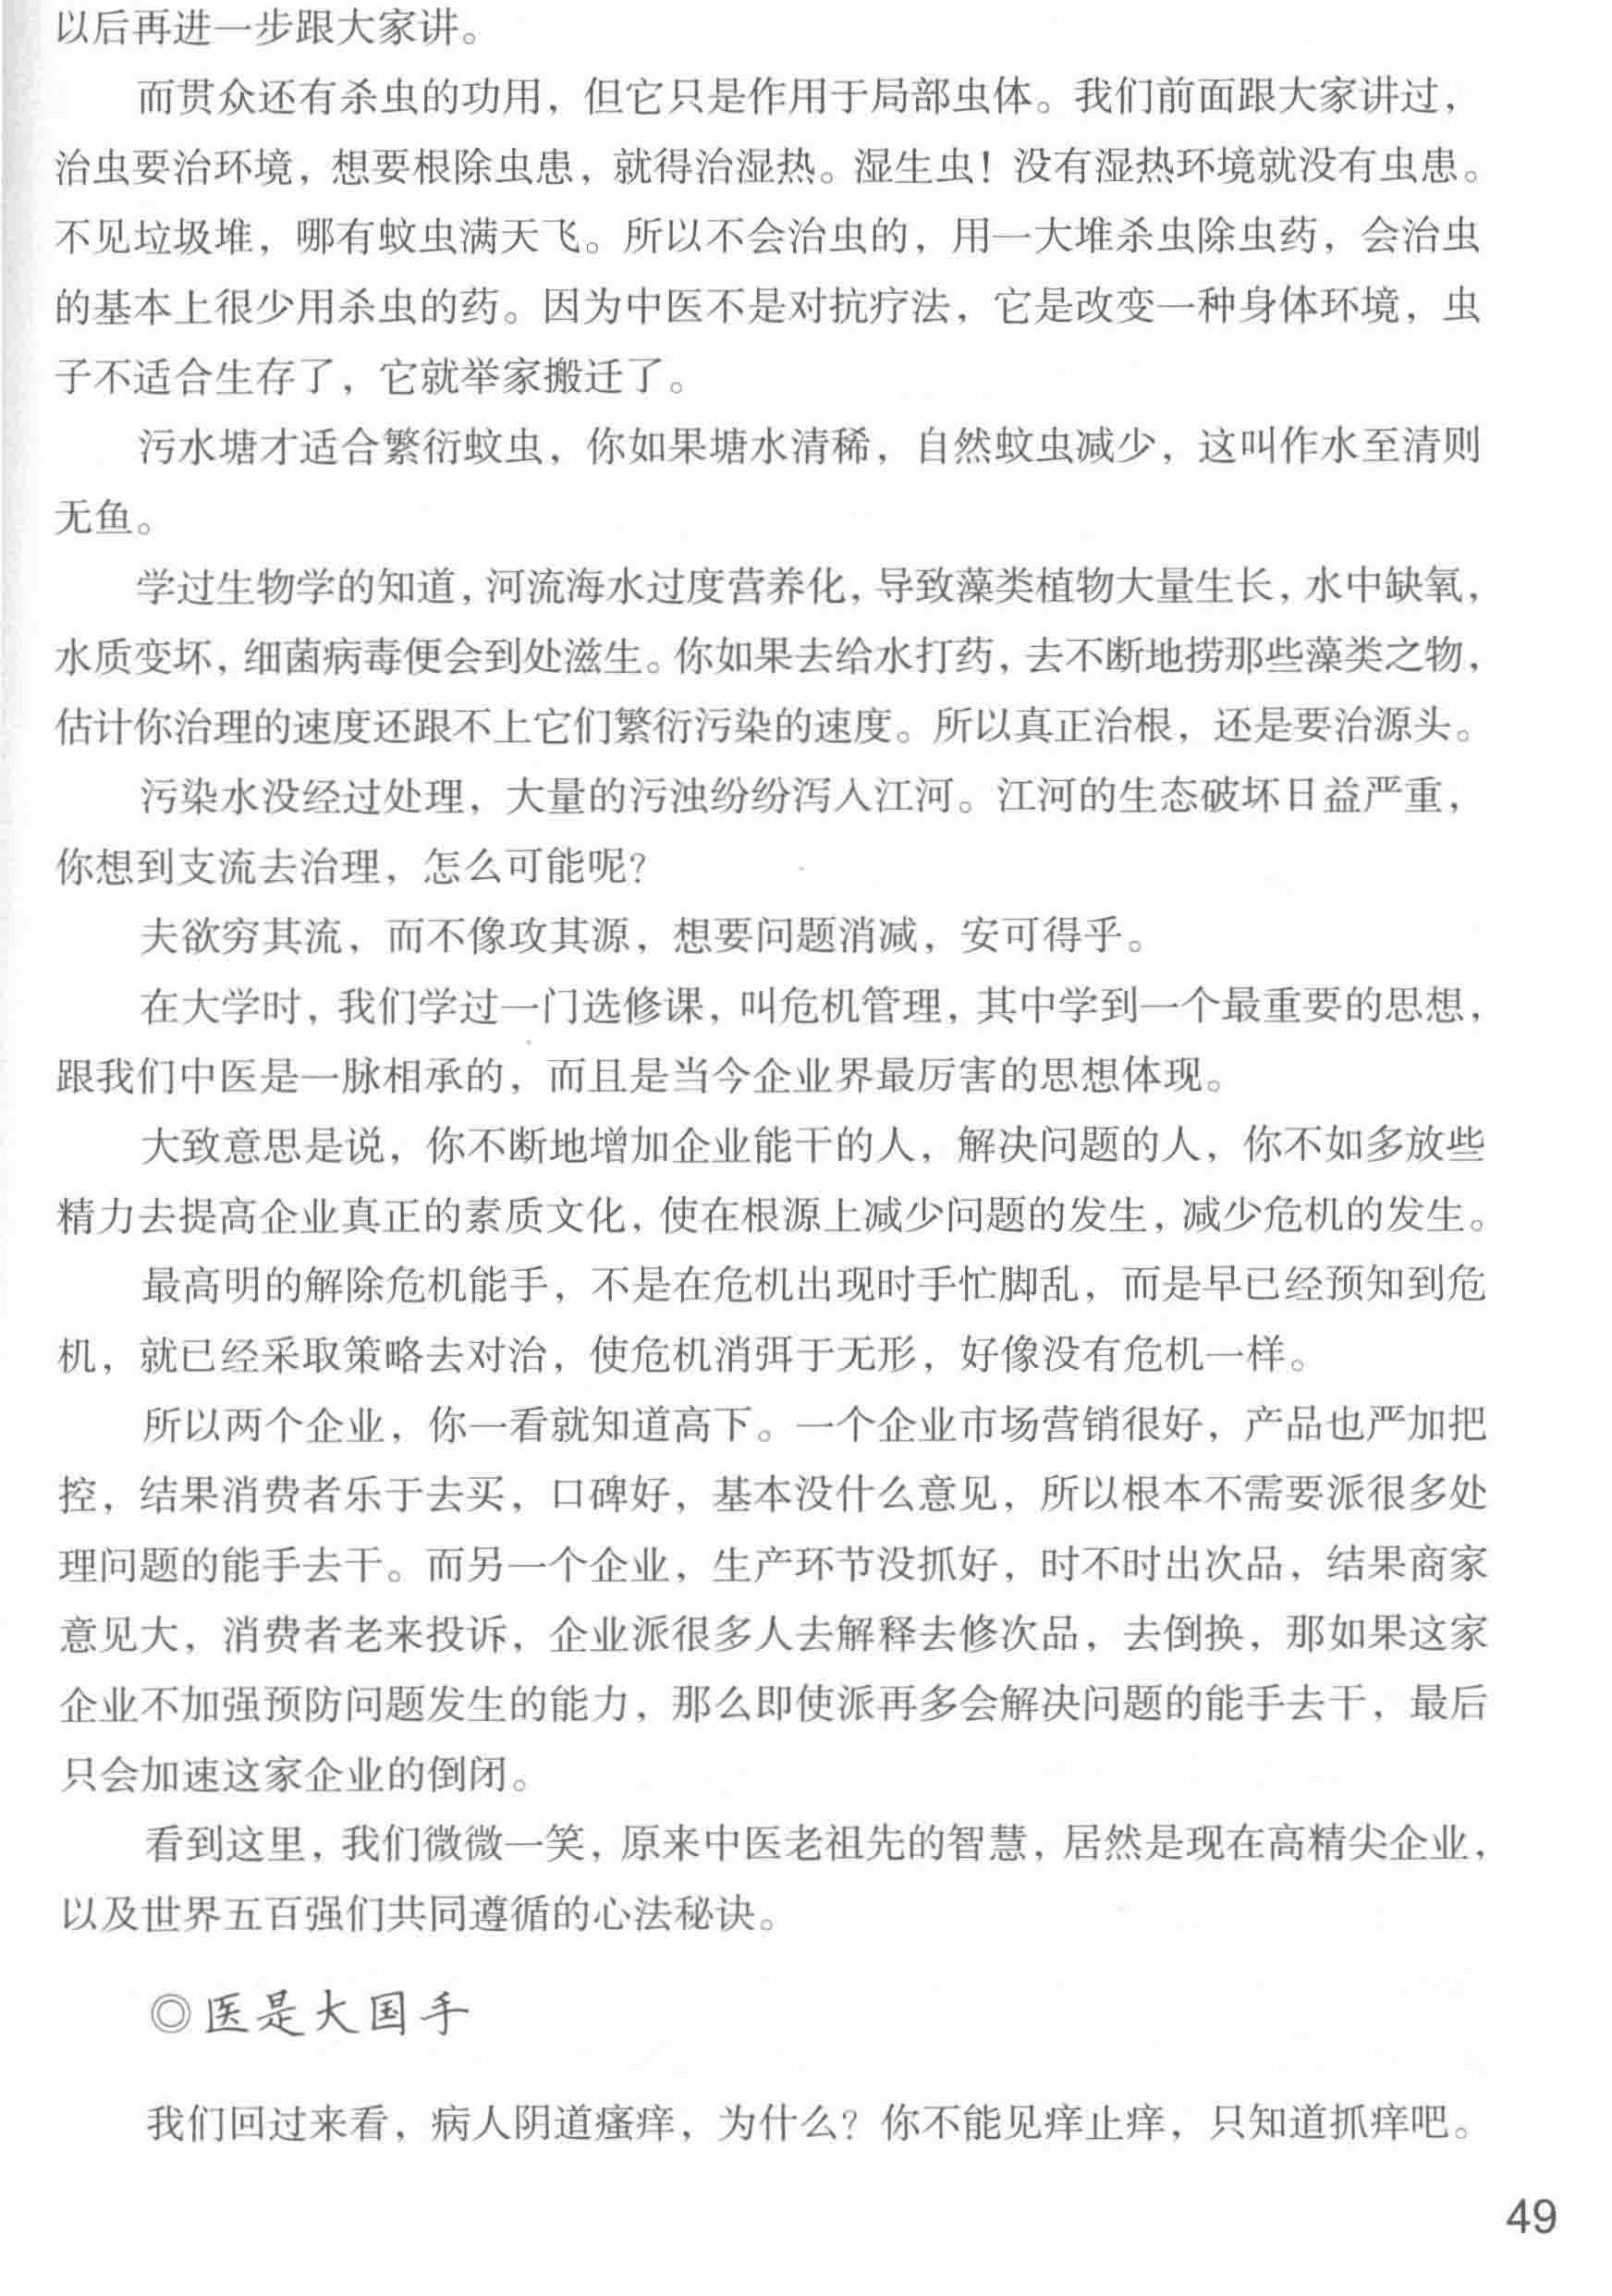 以后再进一步跟大家讲。
而贯众还有杀虫的功用，但它只是作用于局部虫体。我们前面跟大家讲过，
治虫要治环境，想要根除虫患，就得治湿热。湿生虫！没有湿热环境就没有虫患。
不见垃圾堆，哪有蚊虫满天飞。所以不会治虫的，用一大堆杀虫除虫药，会治虫
的基本上很少用杀虫的药。因为中医不是对抗疗法，它是改变一种身体环境，虫
子不适合生存了，它就举家搬迁了。
污水塘才适合繁衍蚊虫，你如果塘水清稀，自然蚊虫减少，这叫作水至清则
无鱼。
学过生物学的知道，河流海水过度营养化，导致藻类植物大量生长，水中缺氧，
水质变坏，细菌病毒便会到处滋生。你如果去给水打药，去不断地捞那些藻类之物，
估计你治理的速度还跟不上它们繁衍污染的速度。所以真正治根，还是要治源头。
污染水没经过处理，大量的污浊纷纷泻入江河。江河的生态破坏日益严重，
你想到支流去治理，怎么可能呢？
夫欲穷其流，而不像攻其源，想要问题消减，安可得乎。
在大学时，我们学过一门选修课，叫危机管理，其中学到一个最重要的思想，
跟我们中医是一脉相承的，而且是当今企业界最厉害的思想体现。
大致意思是说，你不断地增加企业能干的人，解决问题的人，你不如多放些
精力去提高企业真正的素质文化，使在根源上减少问题的发生，减少危机的发生。
最高明的解除危机能手，不是在危机出现时手忙脚乱，而是早已经预知到危
机，就已经采取策略去对治，使危机消弭于无形，好像没有危机一样。
所以两个企业，你一看就知道高下。一个企业市场营销很好，产品也严加把
控，结果消费者乐于去买，口碑好，基本没什么意见，所以根本不需要派很多处
理问题的能手去干。而另一个企业，生产环节没抓好，时不时出次品，结果商家
意见大，消费者老来投诉，企业派很多人去解释去修次品，去倒换，那如果这家
企业不加强预防问题发生的能力，那么即使派再多会解决问题的能手去干，最后
只会加速这家企业的倒闭。
看到这里，我们微微一笑，原来中医老祖先的智慧，居然是现在高精尖企业，
以及世界五百强们共同遵循的心法秘诀。
◎医是大国手
我们回过来看，病人阴道瘙痒，为什么？你不能见痒止痒，只知道抓痒吧。
49